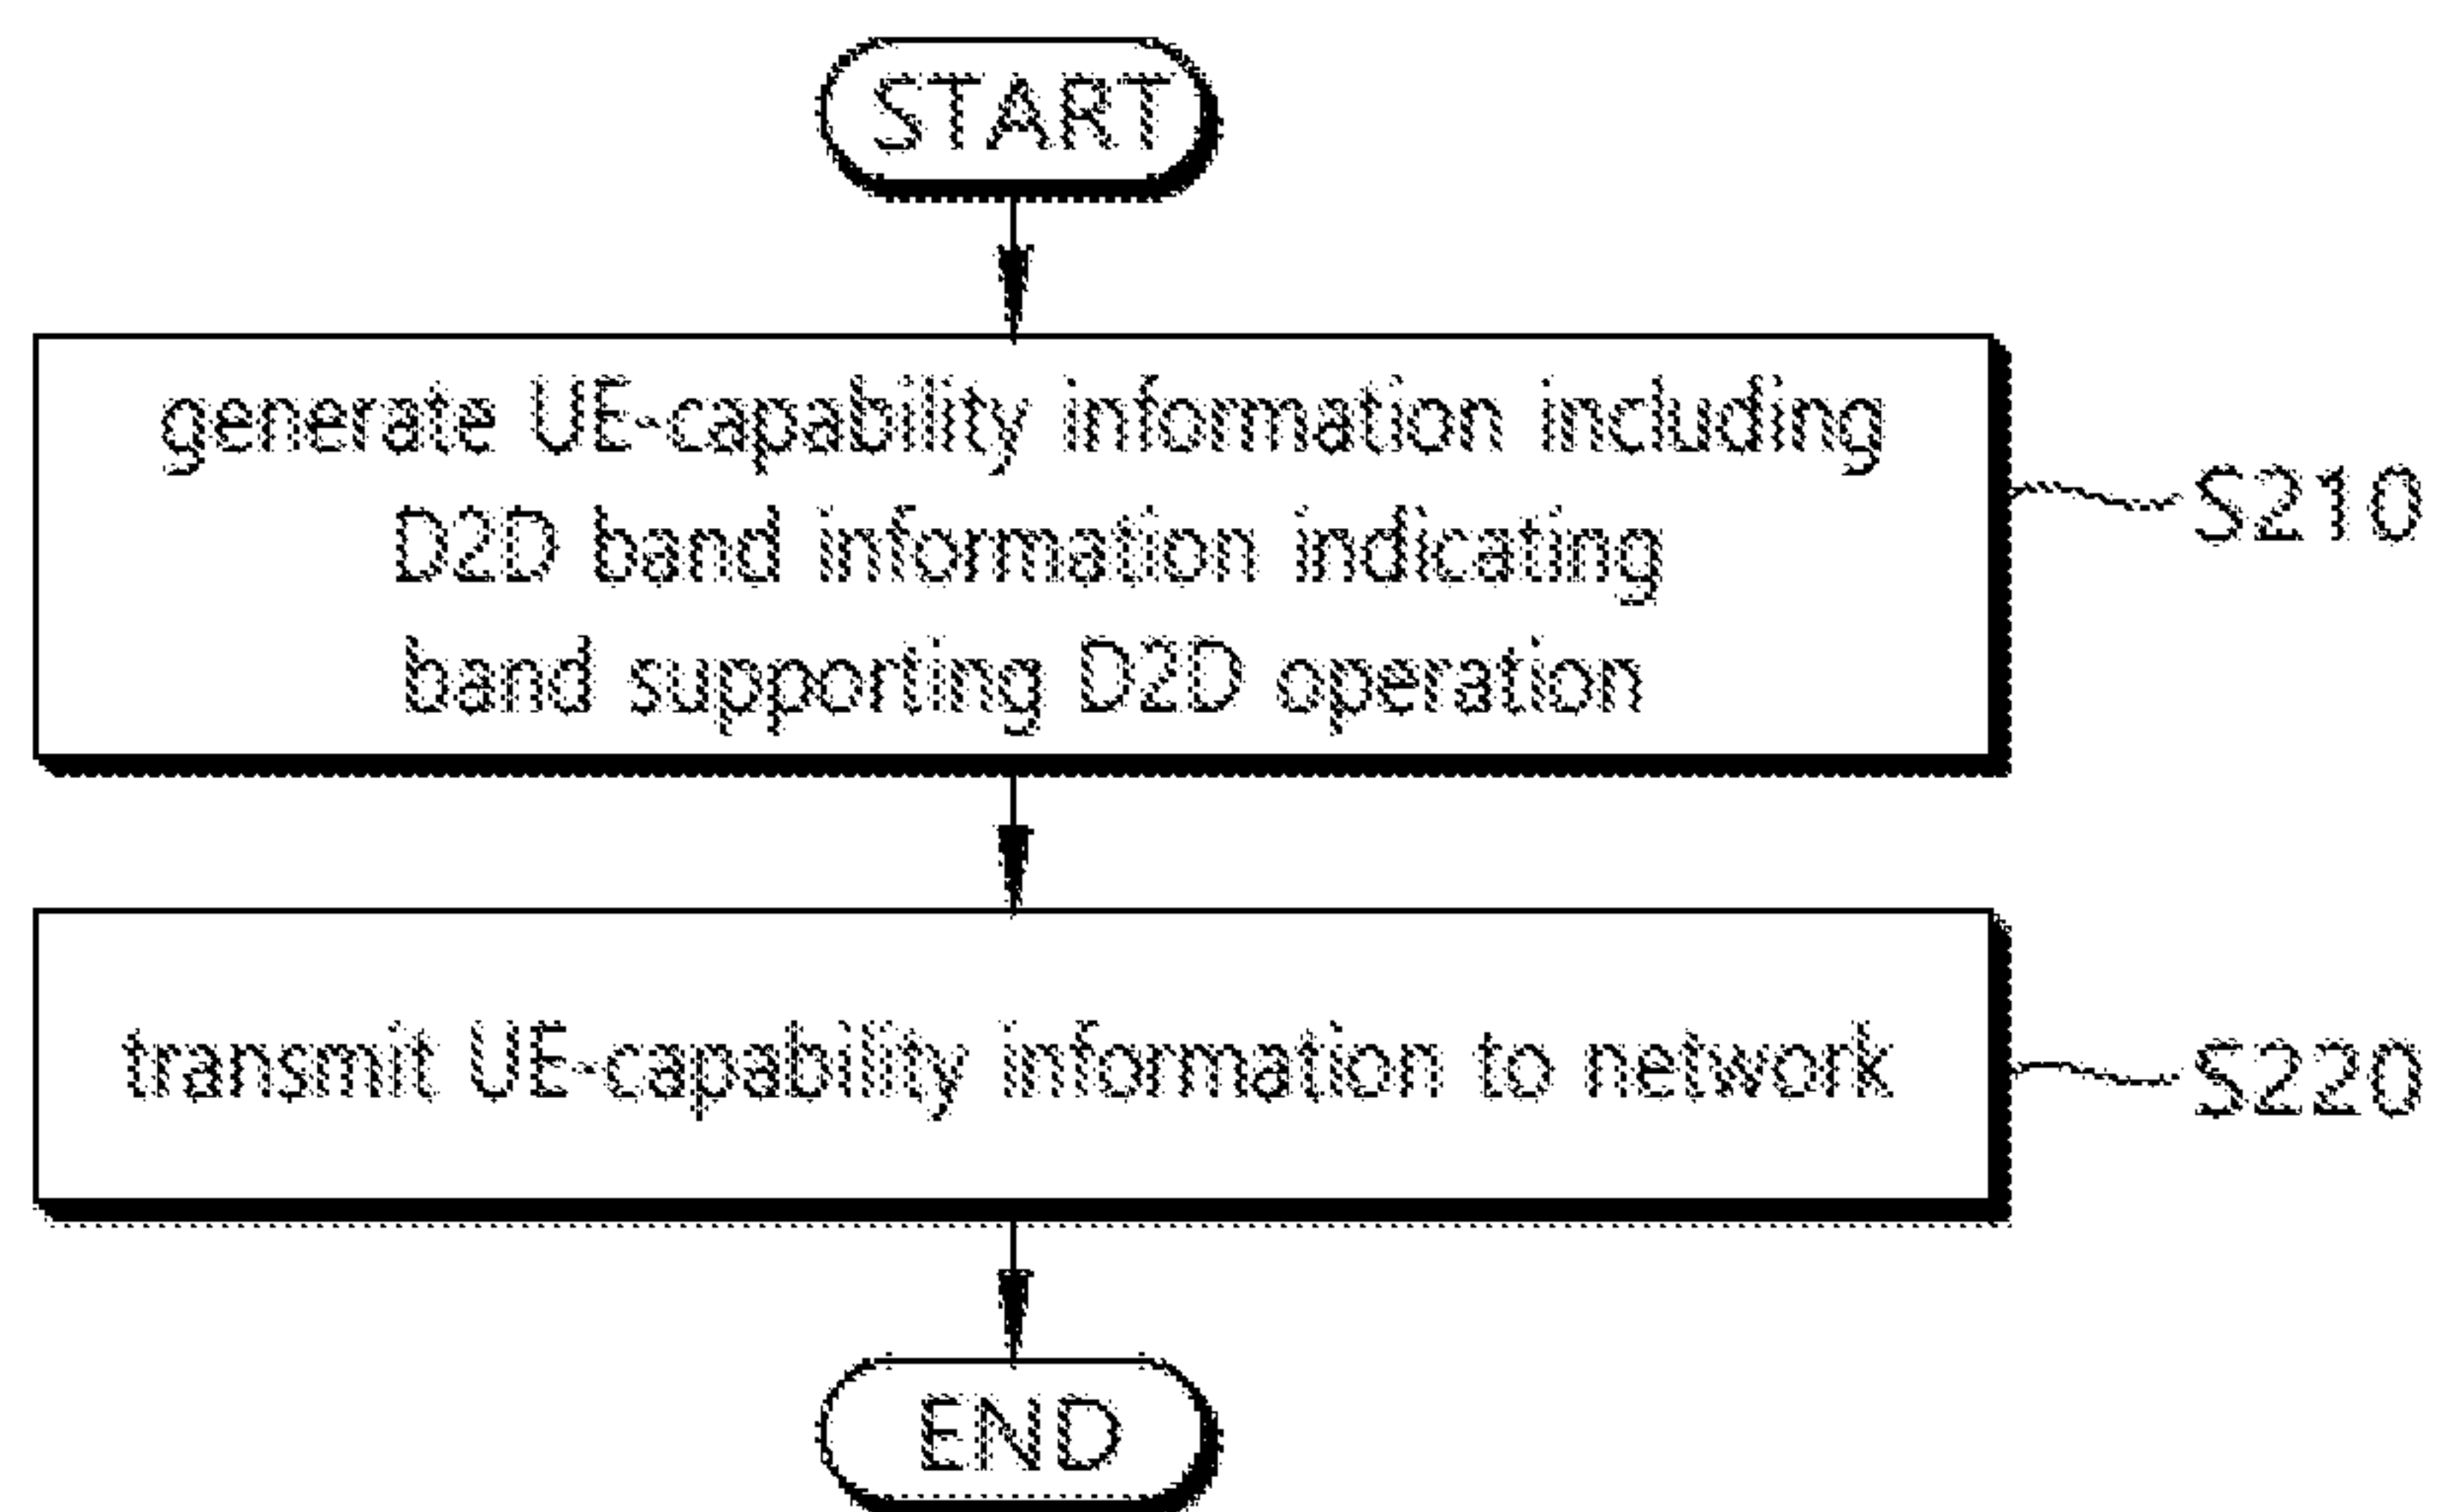 START
generate UE-capability information including
D2D band information indicating
band supporting D2D operation
S210
transmit UE-capability information to network
S220
END